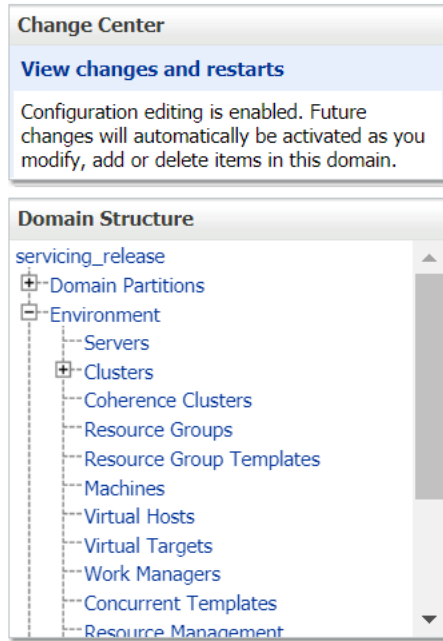 Change Center
View changes and restarts
Configuration editing is enabled. Future
changes will automatically be activated as you
modify, add or delete items in this domain.
Domain Structure
servicing_release
Domain Partitions
Environment
Servers
Clusters
Coherence Clusters
Resource Groups
Resource Group Templates
Machines
Virtual Hosts
Virtual Targets
Work Managers
Concurrent Templates
Resource Management